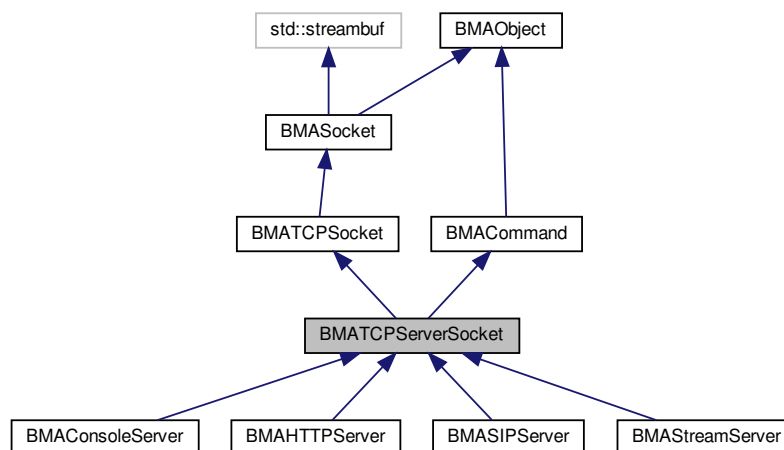 std::streambuf
BMAObject
BMASocket
BMATCPSocket
BMACommand
BMATCPServerSocket
BMAConsoleServer
BMAHTTPServer
BMASIPServer
BMAStreamServer